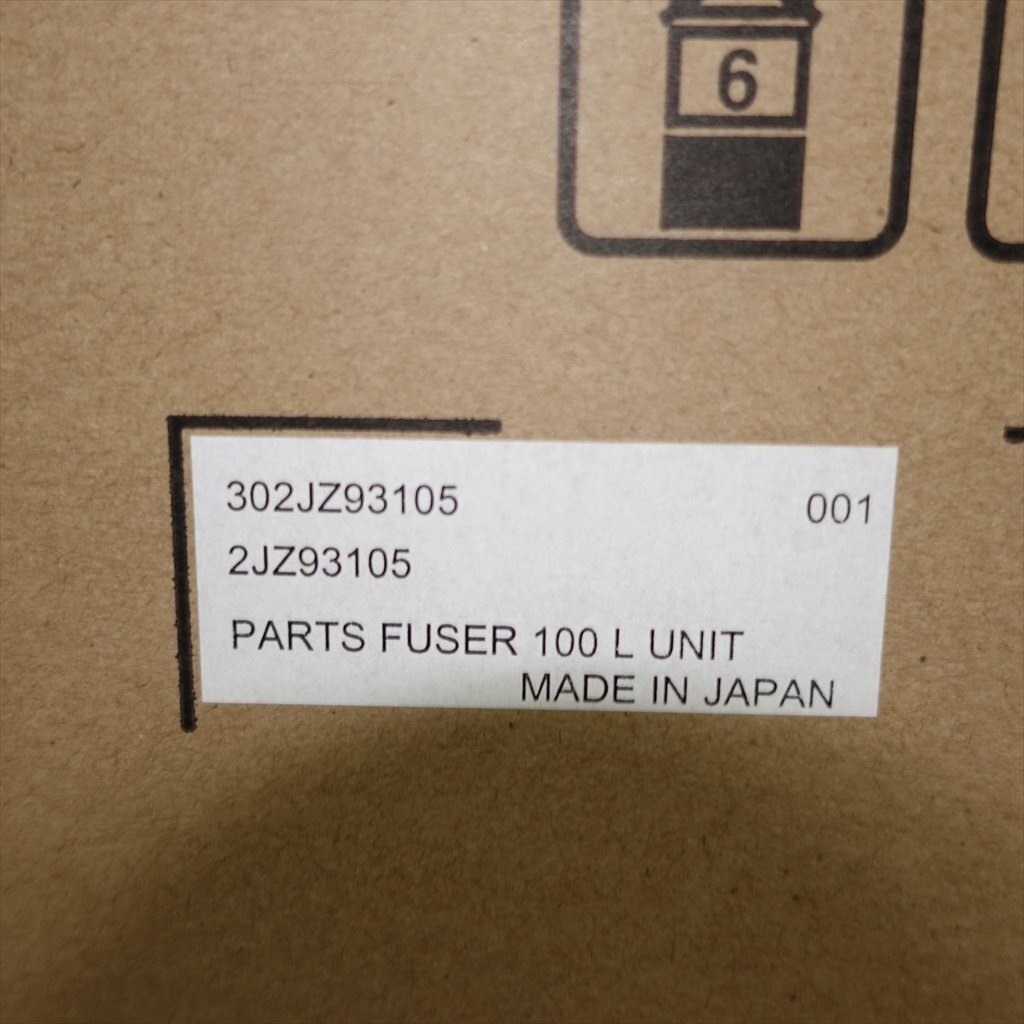 6
302JZ93105 001
2JZ93105
PARTS FUSER 100 L UNIT
MADE IN JAPAN